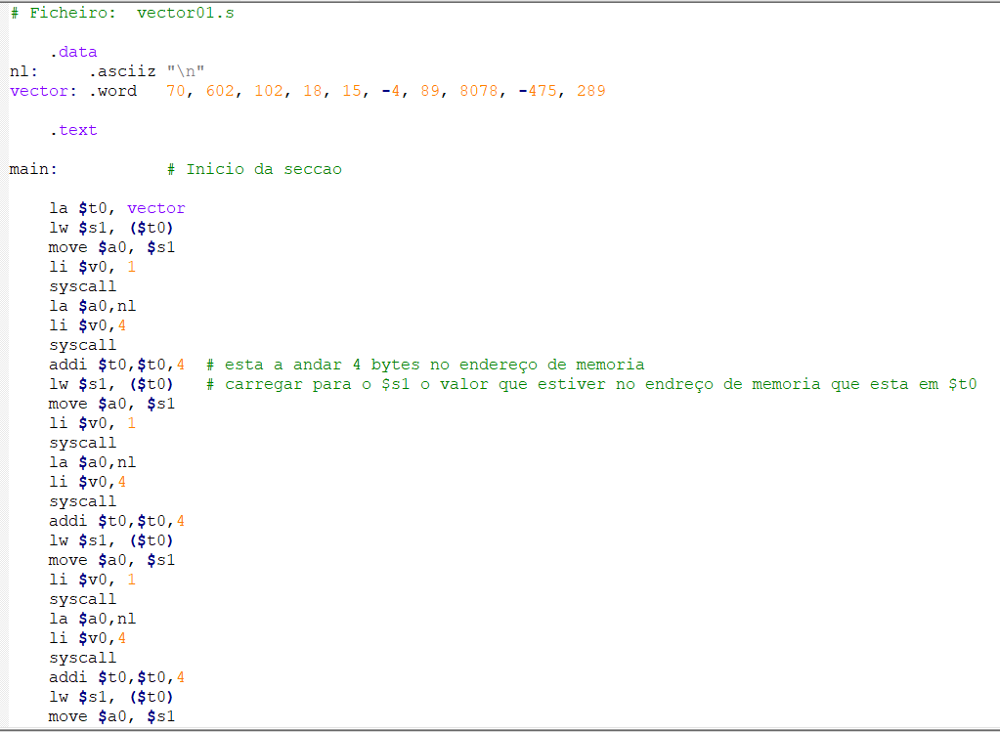 # Ficheiro:  vector01.s
.data
nl:     .asciiz "\n"
vector: .word   70, 602, 102, 18, 15, -4, 89, 8078, -475, 289
.text
main:           # Inicio da seccao
la $t0, vector
lw $s1, ($t0)
move $a0, $s1
li $v0, 1
syscall
la $a0,nl
li $v0,4
syscall
addi $t0,$t0,4  # esta a andar 4 bytes no endereço de memoria
lw $s1, ($t0)   # carregar para o $s1 o valor que estiver no endreço de memoria que esta em $t0
move $a0, $s1
li $v0, 1
syscall
la $a0,nl
li $v0,4
syscall
addi $t0,$t0,4
lw $s1, ($t0)
move $a0, $s1
li $v0, 1
syscall
la $a0,nl
li $v0,4
syscall
addi $t0,$t0,4
lw $s1, ($t0)
move $a0, $s1